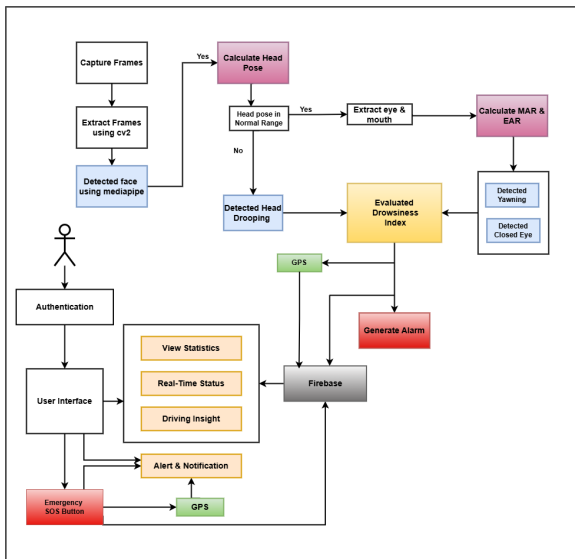 Capture Frames
Yes
Calculate Head
Pose
Extract Frames
using cv2
Head pose in
Normal Range
Yes
Extract eye &
mouth
Calculate MAR &
EAR
No
Detected face
using mediapipe
Detected Head
Drooping
Evaluated
Drowsiness
Index
Detected
Yawning
Detected
Closed Eye
GPS
Authentication
Generate Alarm
View Statistics
Real-Time Status
Driving Insight
Firebase
User Interface
Alert & Notification
Emergency
SOS Button
GPS